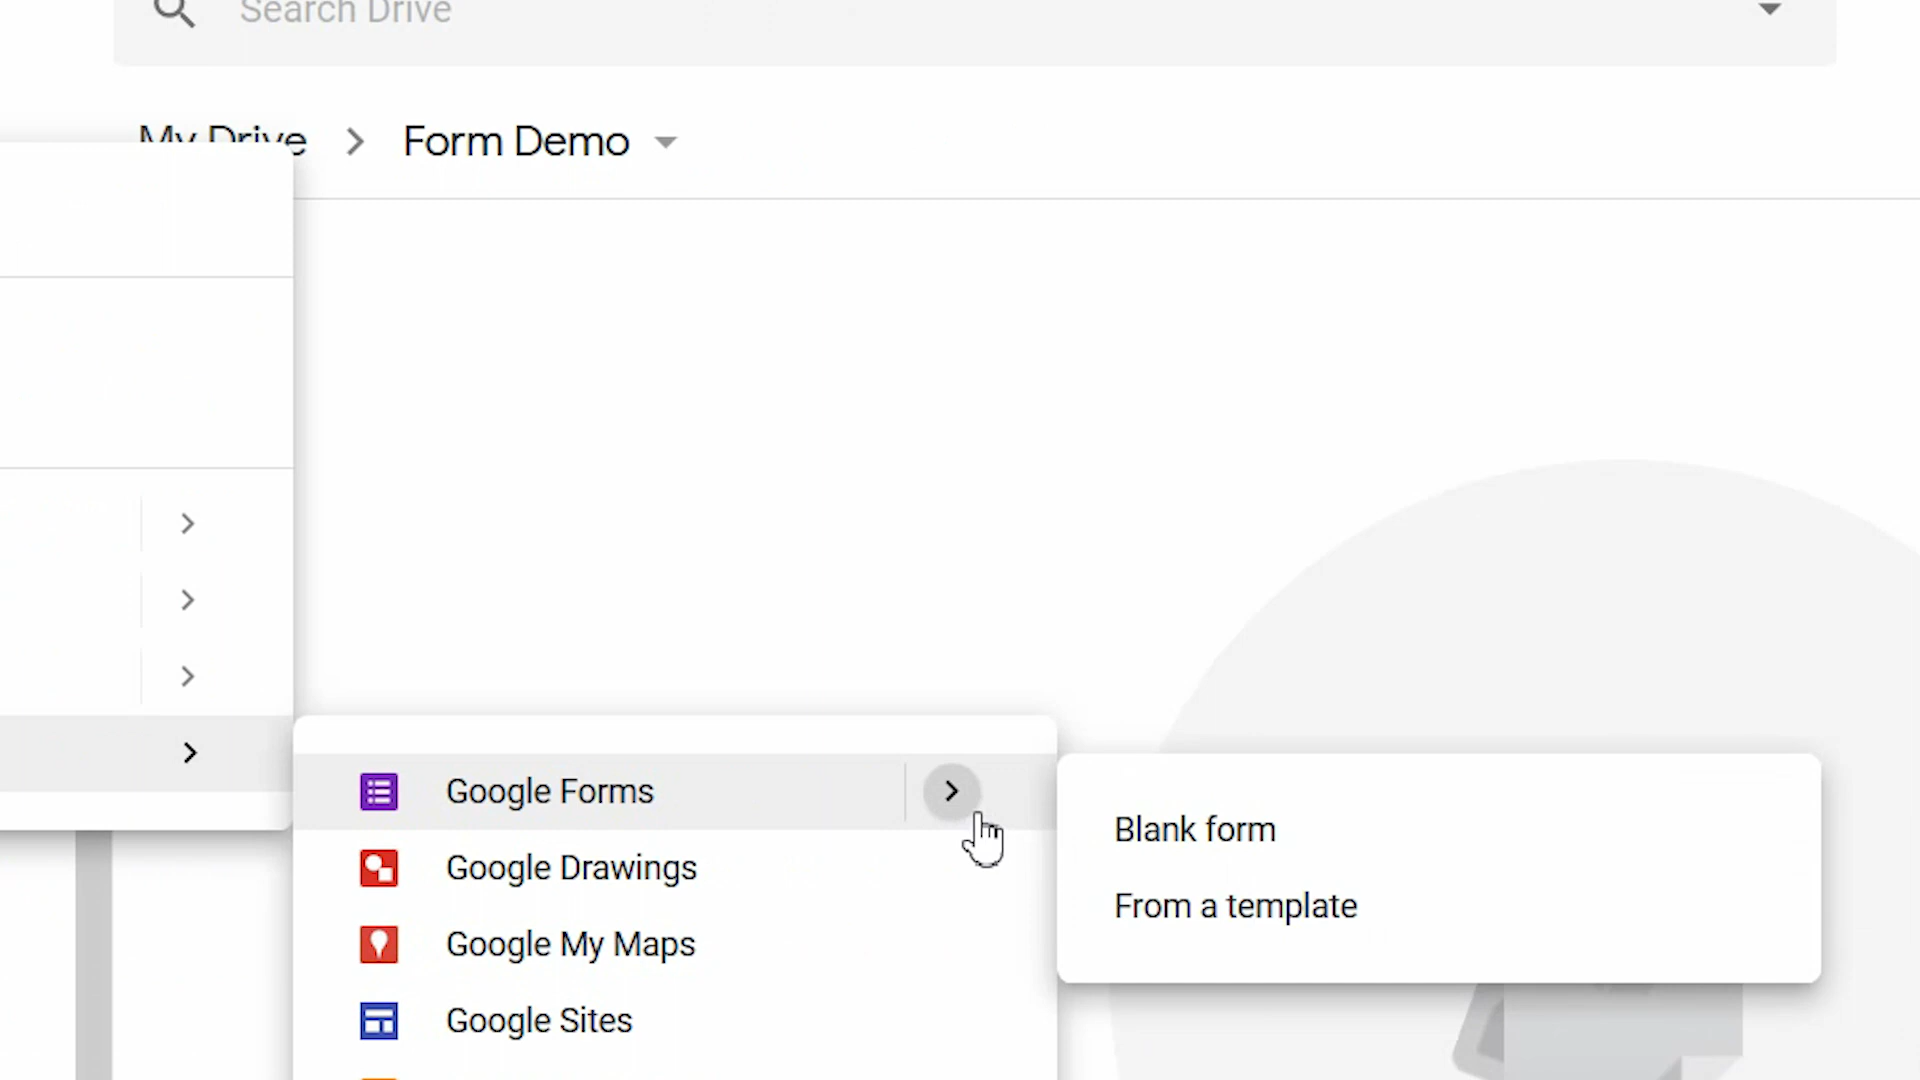 Search Drive
My Drive > Form Demo
Google Forms
Blank form
Google Drawings
From a template
Google My Maps
Google Sites